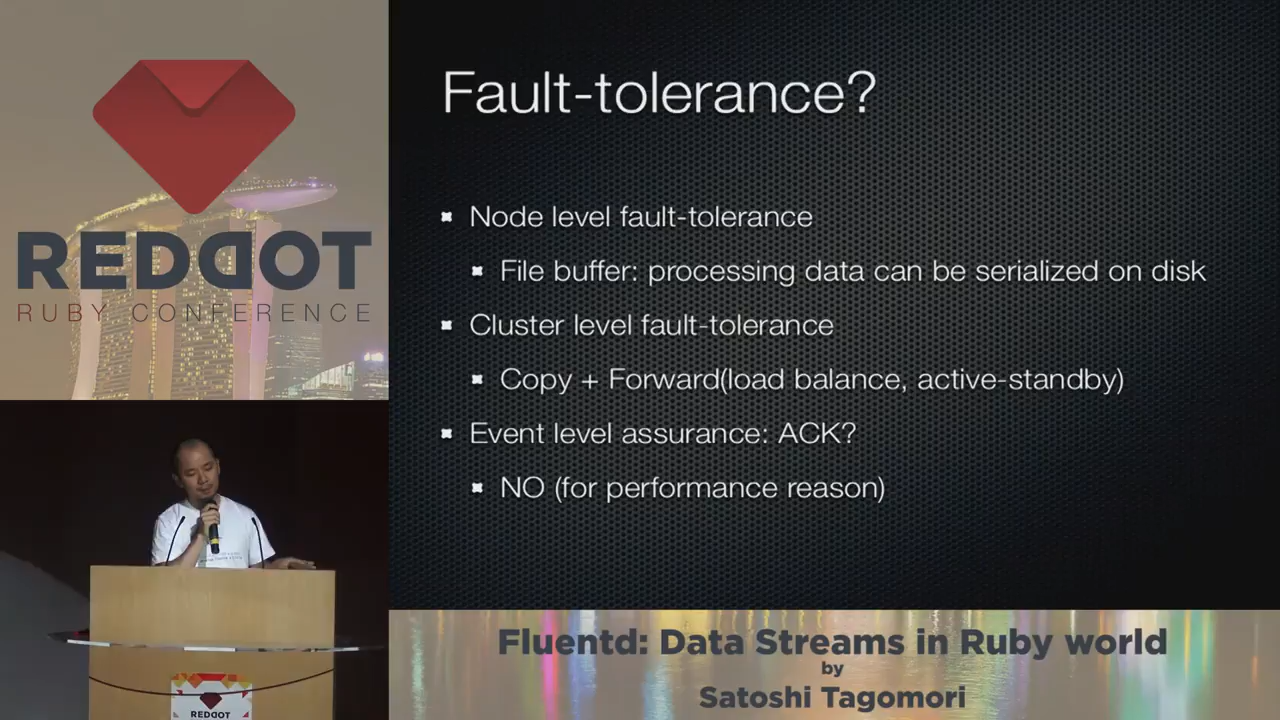 REDDOT
RUBY CONFERENCE
Fault-tolerance?
Node level fault-tolerance
File buffer: processing data can be serialized on disk
Cluster level fault-tolerance
Copy + Forward(load balance, active-standby)
Event level assurance: ACK?
NO (for performance reason)
REDDOT
Fluentd: Data Streams in Ruby world
by
Satoshi Tagomori